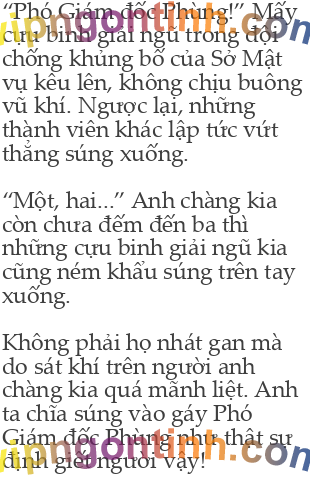 “Phó Giám đốc Phùng!” Mấy
cựu binh giải ngũ trong đội
chống khủng bố của Sở Mật
vụ kêu lên, không chịu buông
vũ khí. Ngược lại, những
thành viên khác lập tức vứt
thẳng súng xuống.
“Một, hai...” Anh chàng kia
còn chưa đếm đến ba thì
những cựu binh giải ngũ kia
cũng ném khẩu súng trên tay
xuống.
Không phải họ nhát gan mà
do sát khí trên người anh
chàng kia quá mãnh liệt. Anh
ta chĩa súng vào gáy Phó
Giám đốc Phùng như thật sự
định giết người vậy!
vipngontinh.com
vipngontinh.com